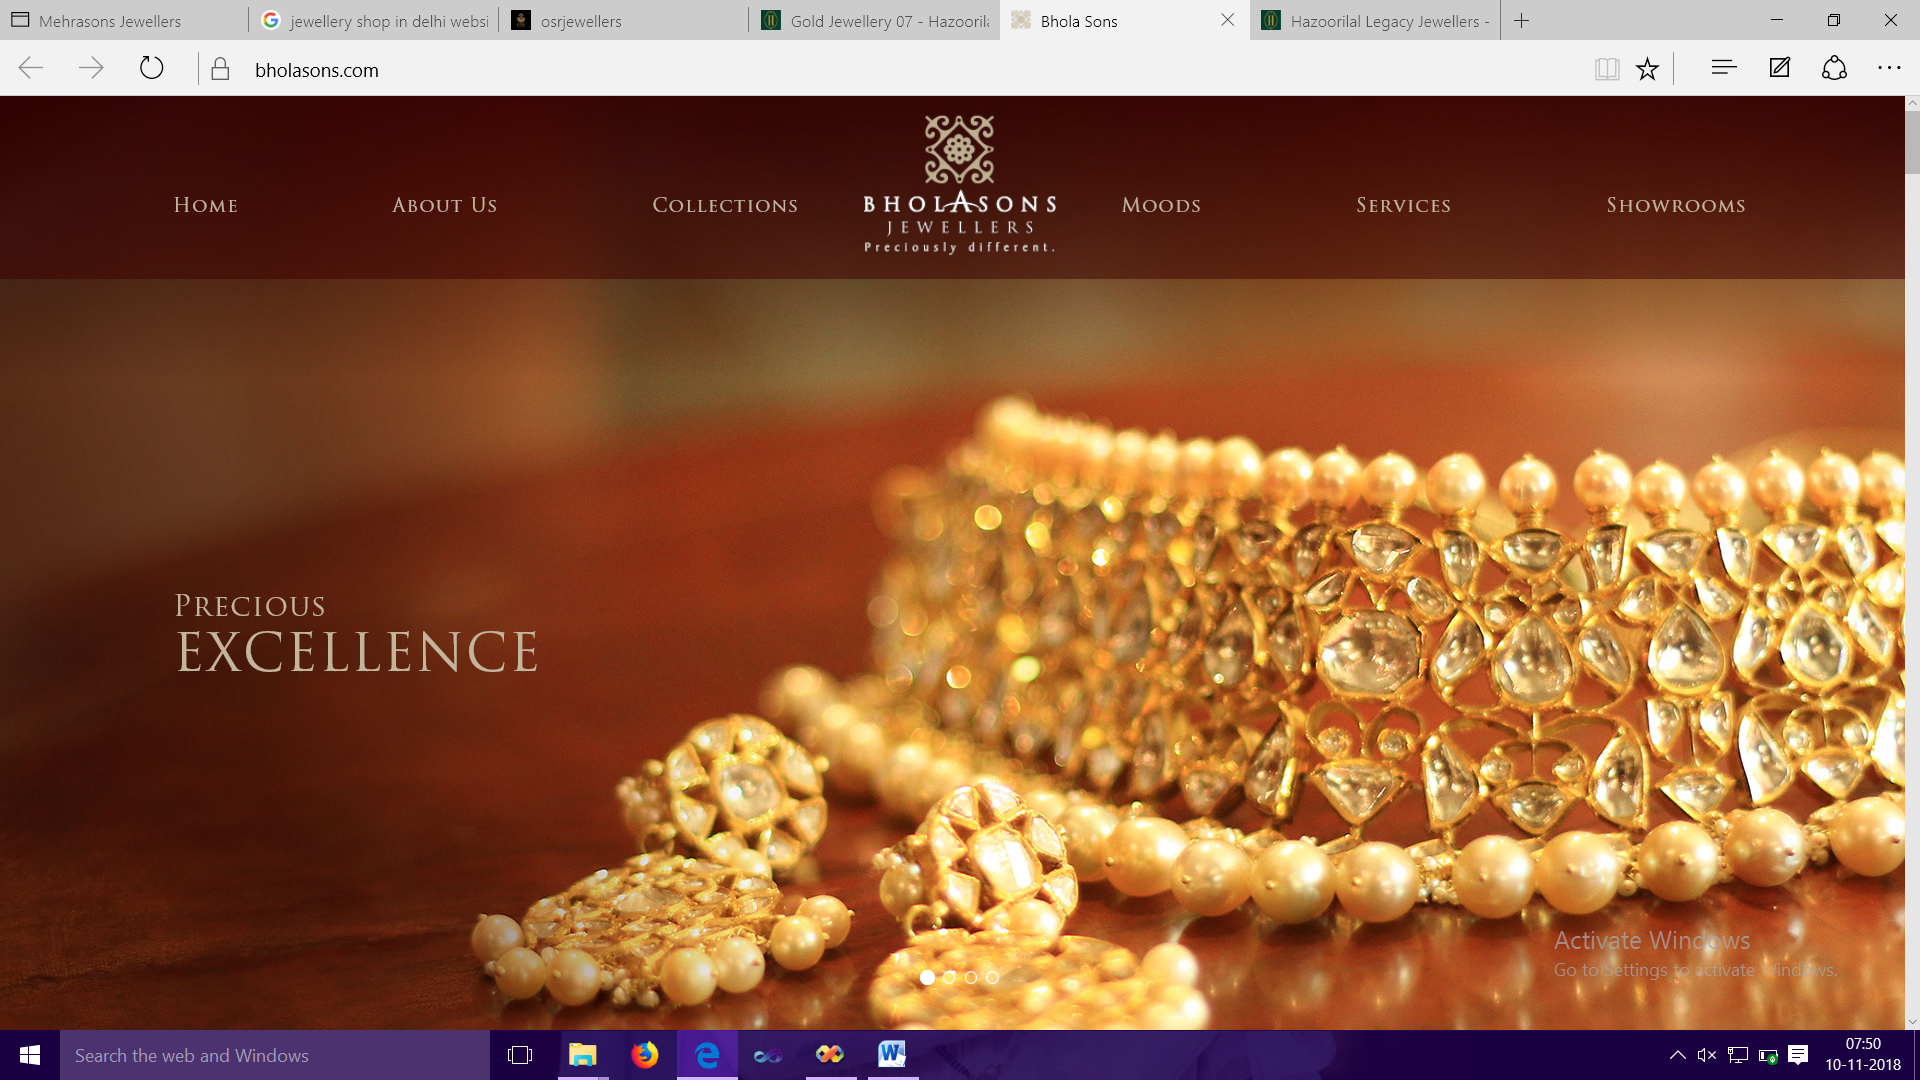 Mehrasons Jewellers
jewellery shop in delhi websi
osrjewellers
Gold Jewellery 07 - Hazoorila
Bhola Sons
Hazoorilal Legacy Jewellers -
bholasons.com
Home
About Us
Collections
BHOLASONS
JEWELLERS
Preciously different.
Moods
Services
Showrooms
Precious
EXCELLENCE
Activate Windows
Go to Settings to activate Windows.
Search the web and Windows
07:50
10-11-2018